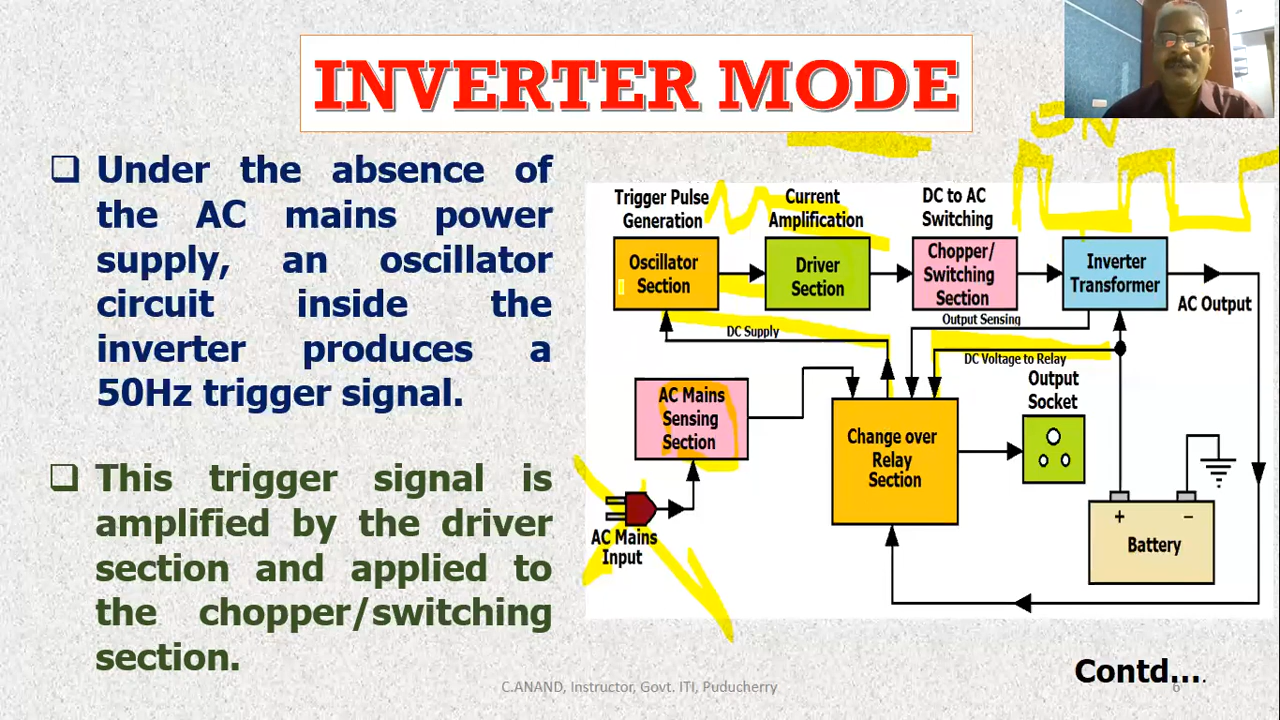 INVERTER MODE
❑ Under the absence of
the AC mains power
supply, an oscillator
circuit inside the
inverter produces a
50Hz trigger signal.
❑ This trigger signal is
amplified by the driver
section and applied to
the chopper/switching
section.
Trigger Pulse
Generation
Current
Amplification
DC to AC
Switching
Oscillator
Section
Driver
Section
Chopper/
Switching
Section
Inverter
Transformer
AC Output
Output Sensing
DC Supply
DC Voltage to Relay
AC Mains
Sensing
Section
Change over
Relay
Section
Output
Socket
AC Mains
Input
+
−
Battery
Contd....
C.ANAND, Instructor, Govt. ITI, Puducherry
6